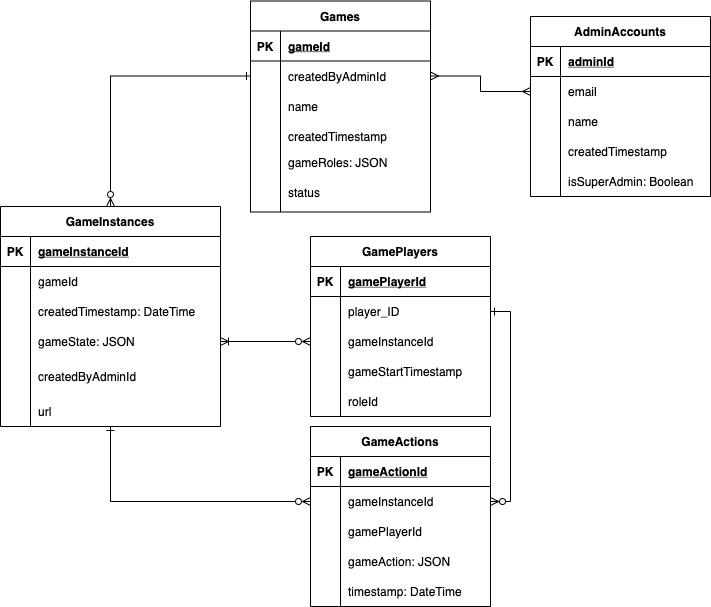 Games
PK gameId
createdByAdminId
name
createdTimestamp
gameRoles: JSON
status
AdminAccounts
PK adminId
email
name
createdTimestamp
isSuperAdmin: Boolean
GameInstances
PK gameInstanceId
gameId
createdTimestamp: DateTime
gameState: JSON
createdByAdminId
url
GamePlayers
PK gamePlayerId
player_ID
gameInstanceId
gameStartTimestamp
roleId
GameActions
PK gameActionId
gameInstanceId
gamePlayerId
gameAction: JSON
timestamp: DateTime